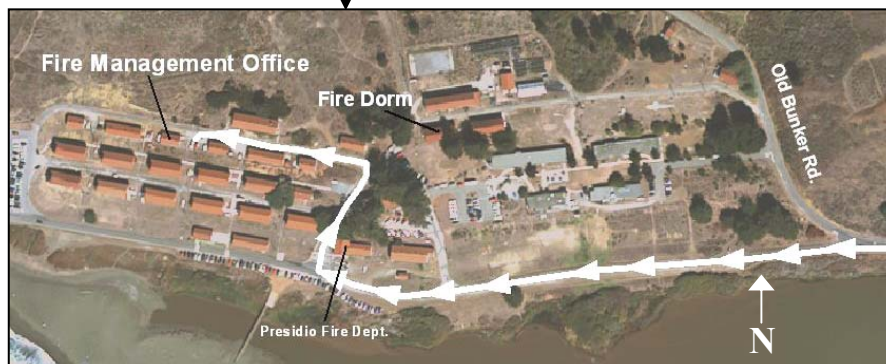 Fire Management Office
Fire Dorm
Old Bunker Rd.
Presidio Fire Dept.
N